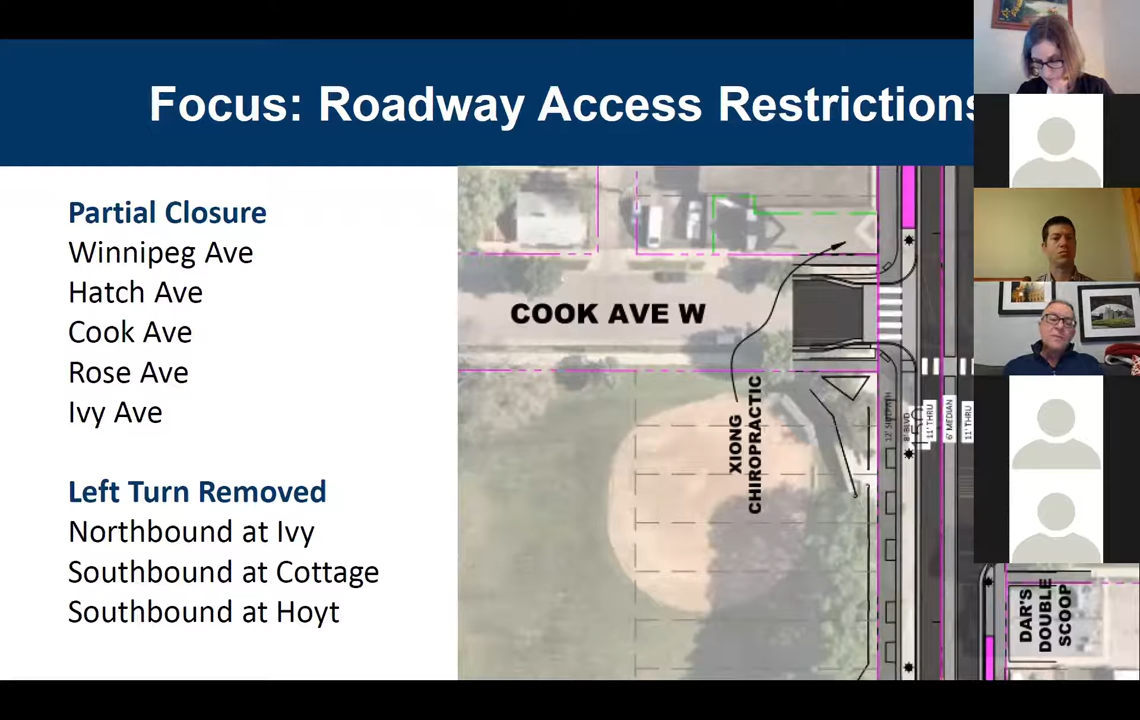 Focus: Roadway Access Restrictions
Partial Closure
Winnipeg Ave
Hatch Ave
Cook Ave
Rose Ave
Ivy Ave
Left Turn Removed
Northbound at Ivy
Southbound at Cottage
Southbound at Hoyt
COOK AVE W
XIONG
CHIROPRACTIC
8' BLVD
11' THRU
6' MEDIAN
11' THRU
DAR'S
DOUBLE
SCOOP